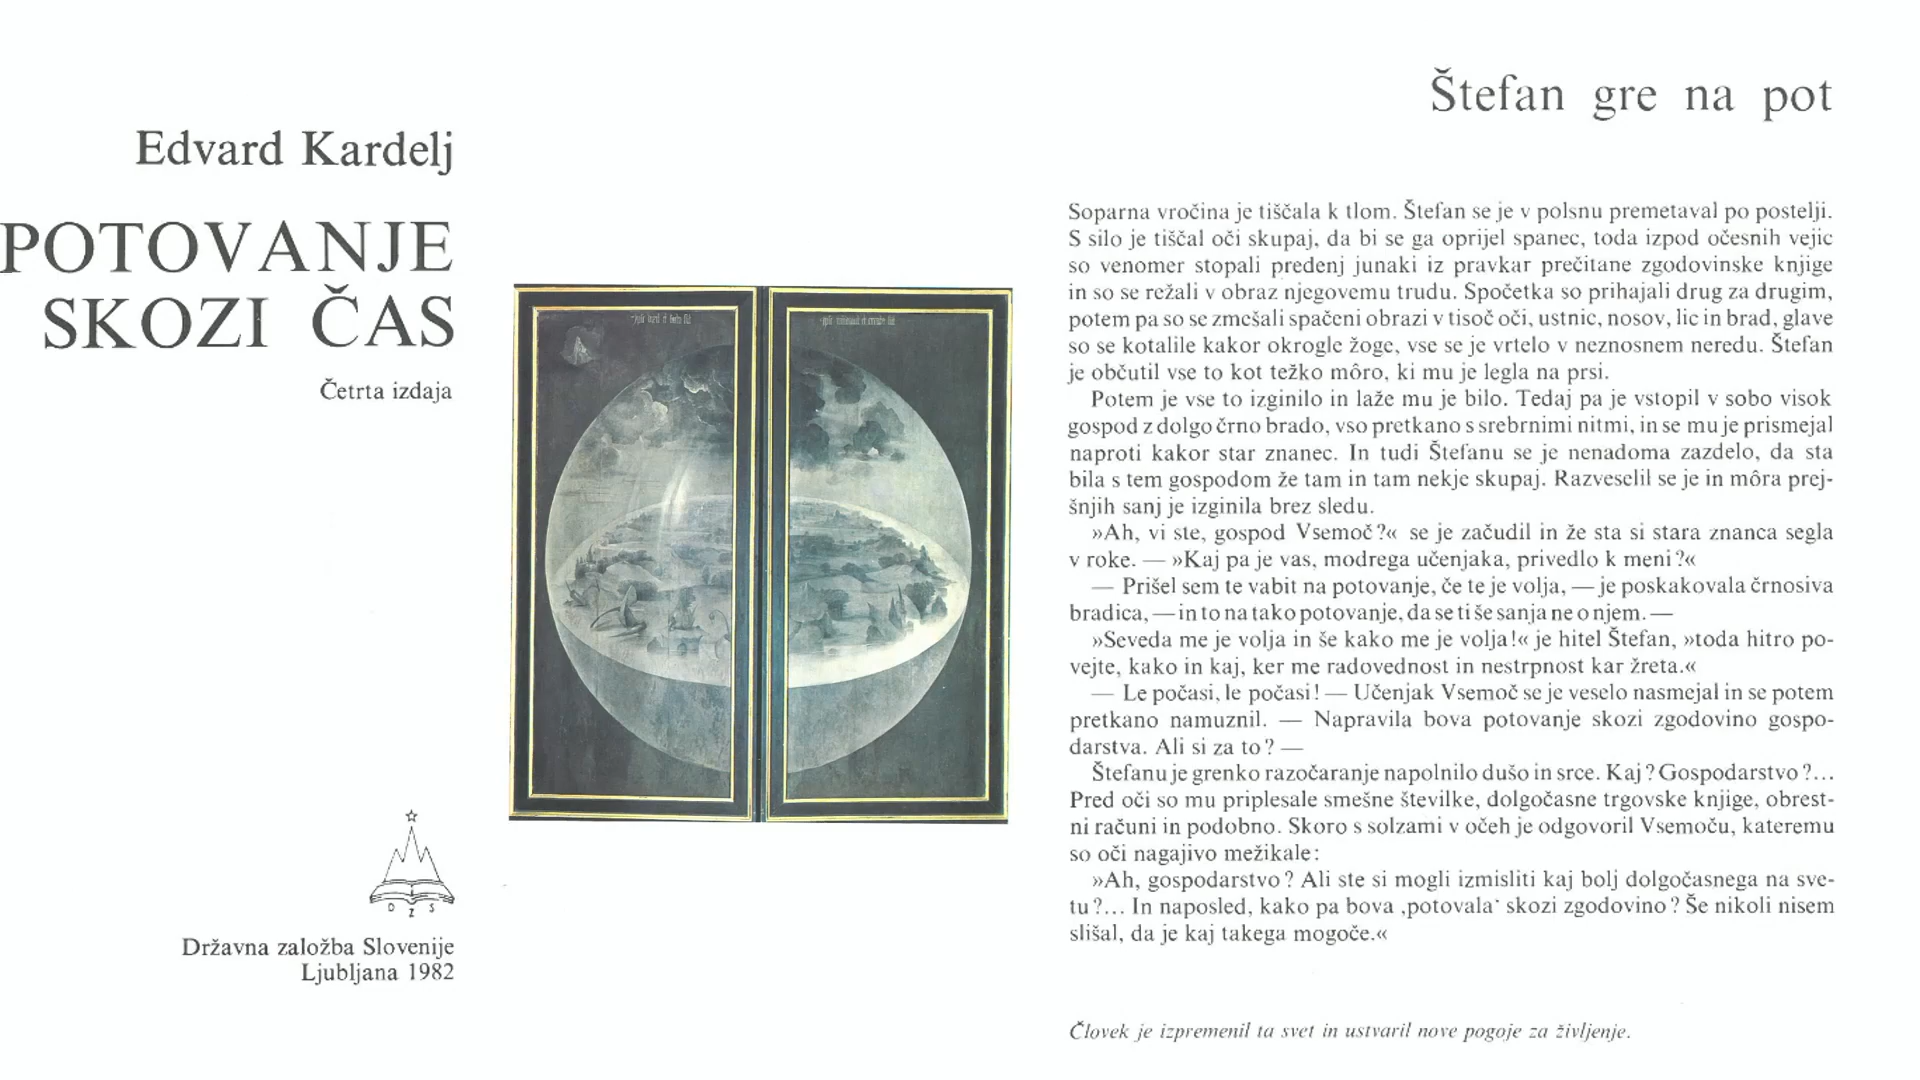 Edvard Kardelj
POTOVANJE
SKOZI ČAS
Četrta izdaja
D Z S
Državna založba Slovenije
Ljubljana 1982
Štefan gre na pot
Soparna vročina je tiščala k tlom. Štefan se je v polsnu premetaval po postelji.
S silo je tiščal oči skupaj, da bi se ga oprijel spanec, toda izpod očesnih vejic
so venomer stopali predenj junaki iz pravkar prečitane zgodovinske knjige
in so se režali v obraz njegovemu trudu. Spočetka so prihajali drug za drugim,
potem pa so se zmešali spačeni obrazi v tisoč oči, ustnic, nosov, lic in brad, glave
so se kotalile kakor okrogle žoge, vse se je vrtelo v neznosnem neredu. Štefan
je občutil vse to kot težko môro, ki mu je legla na prsi.
Potem je vse to izginilo in laže mu je bilo. Tedaj pa je vstopil v sobo visok
gospod z dolgo črno brado, vso pretkano s srebrnimi nitmi, in se mu je prismejal
naproti kakor star znanec. In tudi Štefanu se je nenadoma zazdelo, da sta
bila s tem gospodom že tam in tam nekje skupaj. Razveselil se je in môra prej-
šnjih sanj je izginila brez sledu.
»Ah, vi ste, gospod Vsemoč?« se je začudil in že sta si stara znanca segla
v roke. — »Kaj pa je vas, modrega učenjaka, privedlo k meni?«
— Prišel sem te vabit na potovanje, če te je volja, — je poskakovala črnosiva
bradica, — in to na tako potovanje, da se ti še sanja ne o njem. —
»Seveda me je volja in še kako me je volja!« je hitel Štefan, »toda hitro po-
vejte, kako in kaj, ker me radovednost in nestrpnost kar žreta.«
— Le počasi, le počasi! — Učenjak Vsemoč se je veselo nasmejal in se potem
pretkano namuznil. — Napravila bova potovanje skozi zgodovino gospo-
darstva. Ali si za to? —
Štefanu je grenko razočaranje napolnilo dušo in srce. Kaj? Gospodarstvo?...
Pred oči so mu priplesale smešne številke, dolgočasne trgovske knjige, obrest-
ni računi in podobno. Skoro s solzami v očeh je odgovoril Vsemoču, kateremu
so oči nagajivo mežikale:
»Ah, gospodarstvo? Ali ste si mogli izmisliti kaj bolj dolgočasnega na sve-
tu?... In naposled, kako pa bova ‚potovala‘ skozi zgodovino? Še nikoli nisem
slišal, da je kaj takega mogoče.«
Človek je izpremenil ta svet in ustvaril nove pogoje za življenje.